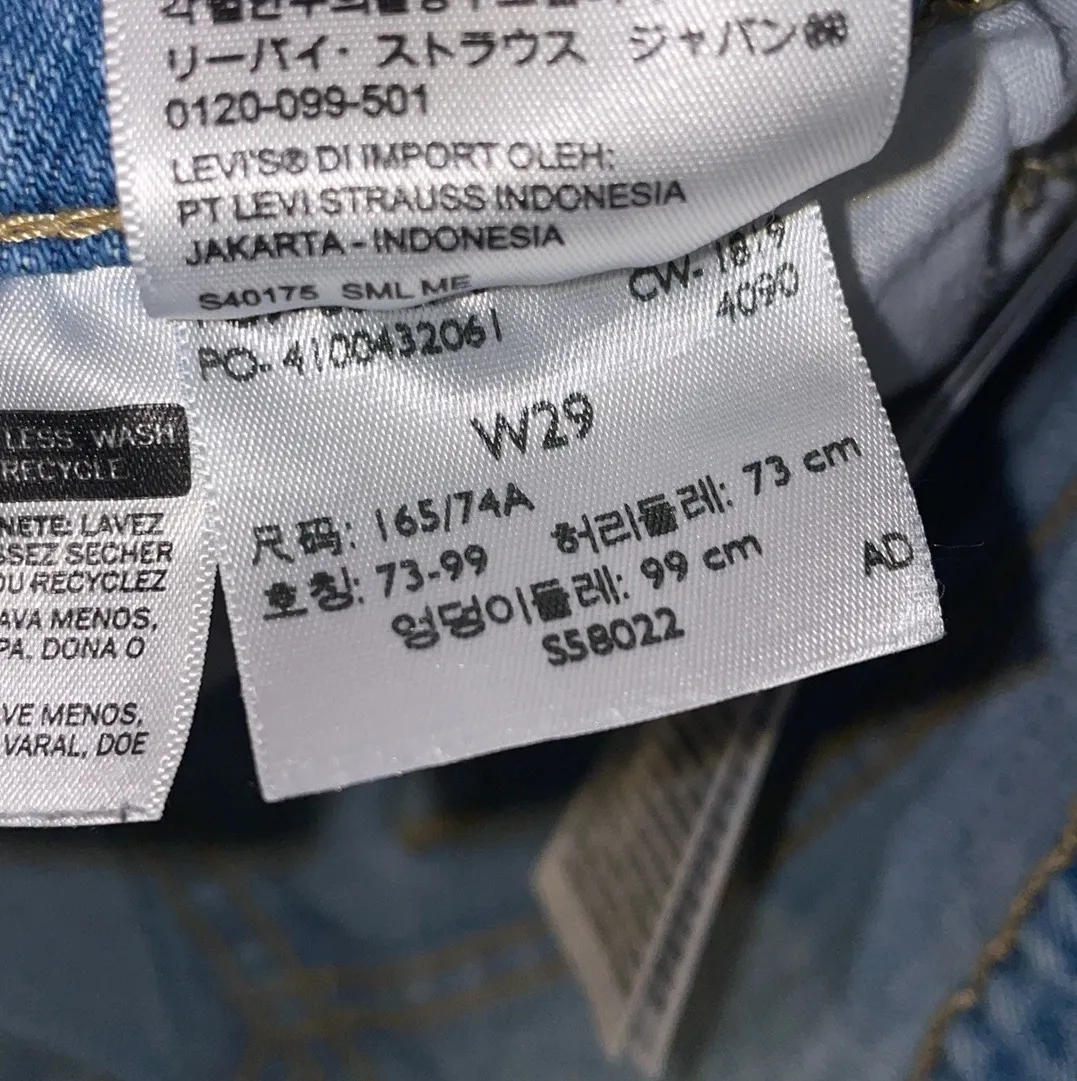 リーバイ・ストラウス ジャパン㈱
0120-099-501
LEVI'S® DI IMPORT OLEH:
PT LEVI STRAUSS INDONESIA
JAKARTA - INDONESIA
S40175 SML ME
CW- 1819
4090
PO- 4100432061
W29
尺码: 165/74A
호칭: 73-99 허리둘레: 73 cm
엉덩이둘레: 99 cm AD
S58022
LESS WASH
RECYCLE
NETE: LAVEZ
SSEZ SECHER
OU RECYCLEZ
AVA MENOS,
PA, DONA O
VE MENOS,
VARAL, DOE